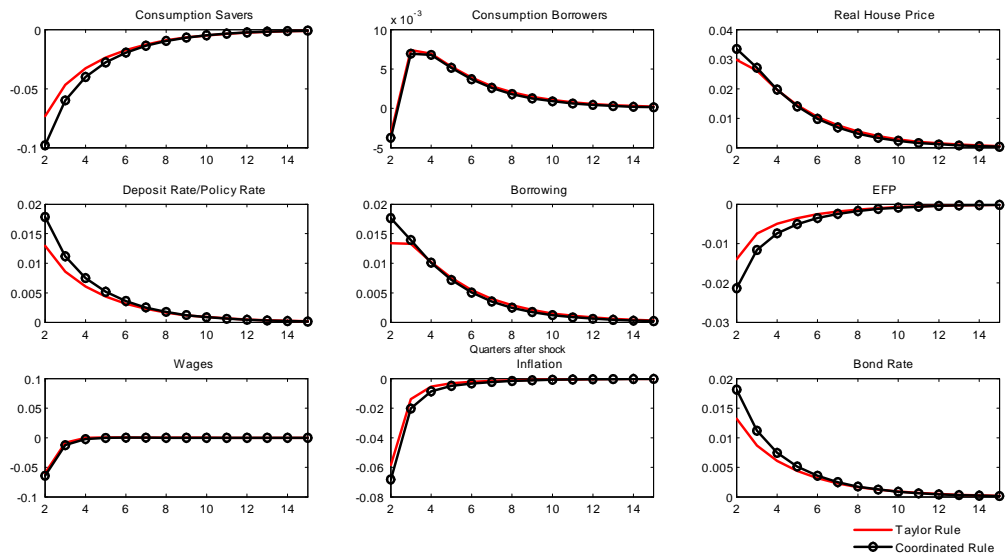 Consumption Savers
0
-0.05
-0.1
2 4 6 8 10 12 14
Consumption Borrowers
x 10⁻³
10
5
0
-5
2 4 6 8 10 12 14
Real House Price
0.04
0.03
0.02
0.01
0
2 4 6 8 10 12 14
Deposit Rate/Policy Rate
0.02
0.015
0.01
0.005
0
2 4 6 8 10 12 14
Borrowing
0.02
0.015
0.01
0.005
0
2 4 6 8 10 12 14
Quarters after shock
EFP
0
-0.01
-0.02
-0.03
2 4 6 8 10 12 14
Wages
0.1
0.05
0
-0.05
-0.1
2 4 6 8 10 12 14
Inflation
0
-0.02
-0.04
-0.06
-0.08
2 4 6 8 10 12 14
Bond Rate
0.02
0.015
0.01
0.005
0
2 4 6 8 10 12 14
Taylor Rule
Coordinated Rule